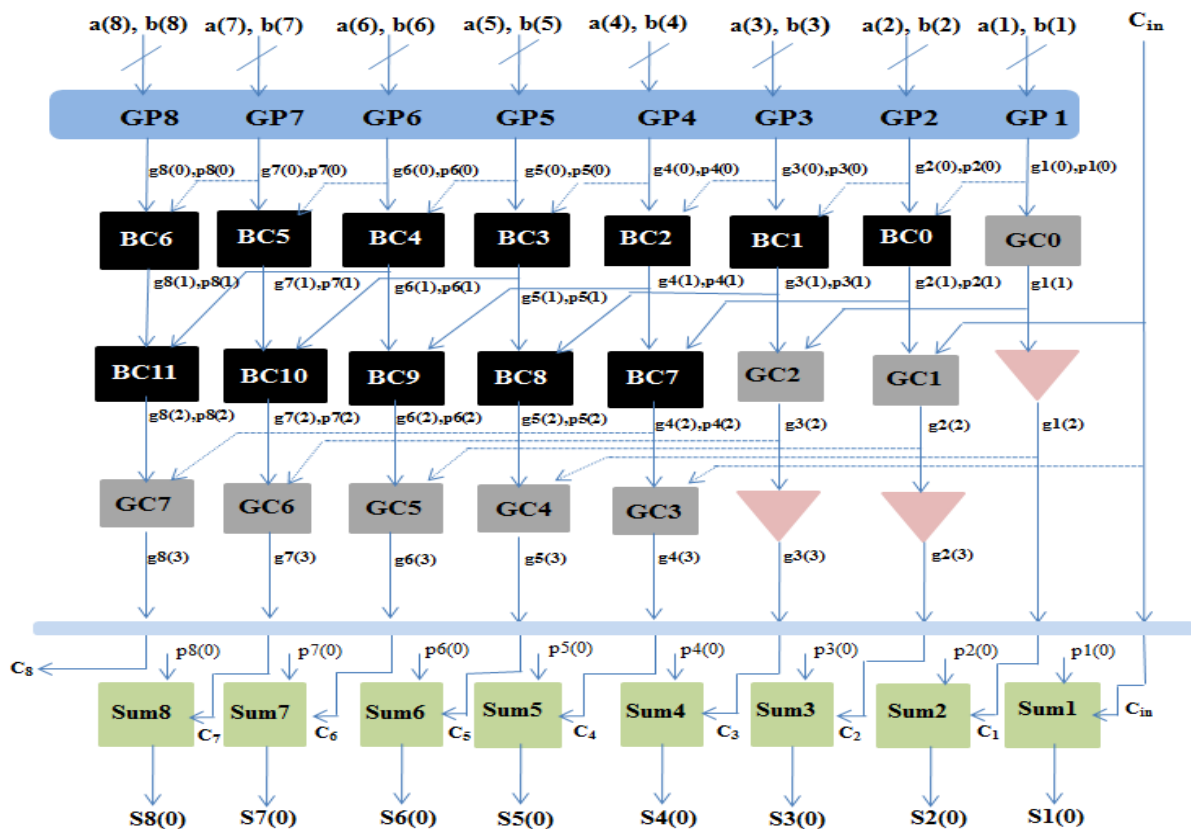 a(8), b(8) a(7), b(7) a(6), b(6) a(5), b(5) a(4), b(4) a(3), b(3) a(2), b(2) a(1), b(1) Cin
GP8 GP7 GP6 GP5 GP4 GP3 GP2 GP 1
g8(0),p8(0) g7(0),p7(0) g6(0),p6(0) g5(0),p5(0) g4(0),p4(0) g3(0),p3(0) g2(0),p2(0) g1(0),p1(0)
BC6 BC5 BC4 BC3 BC2 BC1 BC0 GC0
g8(1),p8(1) g7(1),p7(1) g6(1),p6(1) g5(1),p5(1) g4(1),p4(1) g3(1),p3(1) g2(1),p2(1) g1(1)
BC11 BC10 BC9 BC8 BC7 GC2 GC1
g8(2),p8(2) g7(2),p7(2) g6(2),p6(2) g5(2),p5(2) g4(2),p4(2) g3(2) g2(2) g1(2)
GC7 GC6 GC5 GC4 GC3
g8(3) g7(3) g6(3) g5(3) g4(3) g3(3) g2(3)
p8(0) p7(0) p6(0) p5(0) p4(0) p3(0) p2(0) p1(0)
C8
Sum8 Sum7 Sum6 Sum5 Sum4 Sum3 Sum2 Sum1
C7 C6 C5 C4 C3 C2 C1 Cin
S8(0) S7(0) S6(0) S5(0) S4(0) S3(0) S2(0) S1(0)